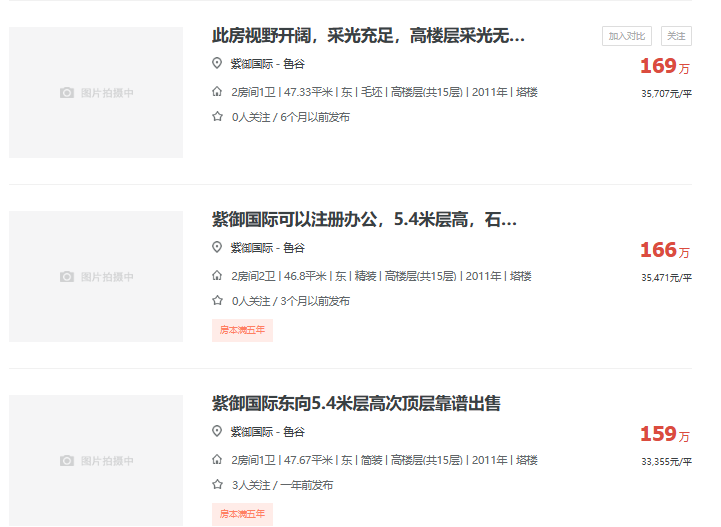 此房视野开阔，采光充足，高楼层采光无...
加入对比 关注
紫御国际 - 鲁谷
169万
2房间1卫 | 47.33平米 | 东 | 毛坯 | 高楼层(共15层) | 2011年 | 塔楼
35,707元/平
图片拍摄中
0人关注 / 6个月以前发布
紫御国际可以注册办公，5.4米层高，石...
紫御国际 - 鲁谷
166万
2房间2卫 | 46.8平米 | 东 | 精装 | 高楼层(共15层) | 2011年 | 塔楼
35,471元/平
图片拍摄中
0人关注 / 3个月以前发布
房本满五年
紫御国际东向5.4米层高次顶层靠谱出售
紫御国际 - 鲁谷
159万
2房间1卫 | 47.67平米 | 东 | 简装 | 高楼层(共15层) | 2011年 | 塔楼
33,355元/平
图片拍摄中
3人关注 / 一年前发布
房本满五年